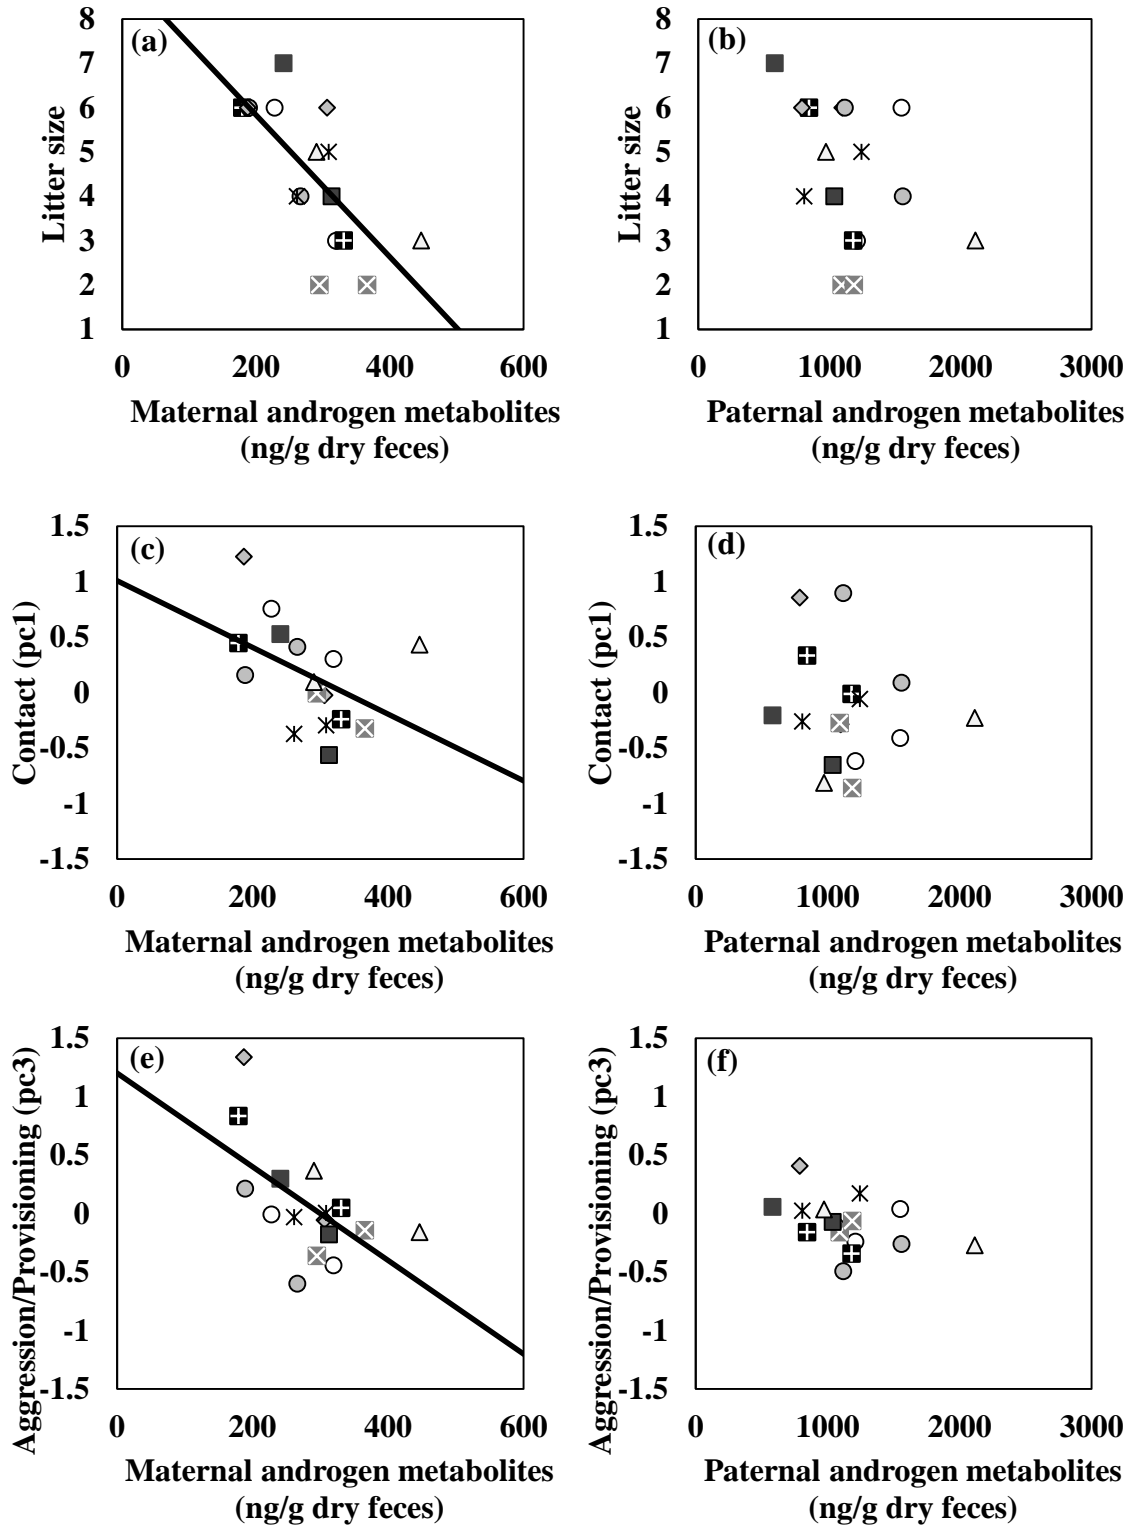 (a)
Litter size
8
7
6
5
4
3
2
1
0 200 400 600
Maternal androgen metabolites
(ng/g dry feces)
(b)
Litter size
8
7
6
5
4
3
2
1
0 1000 2000 3000
Paternal androgen metabolites
(ng/g dry feces)
(c)
Contact (pc1)
1.5
1
0.5
0
-0.5
-1
-1.5
0 200 400 600
Maternal androgen metabolites
(ng/g dry feces)
(d)
Contact (pc1)
1.5
1
0.5
0
-0.5
-1
-1.5
0 1000 2000 3000
Paternal androgen metabolites
(ng/g dry feces)
(e)
Aggression/Provisioning (pc3)
1.5
1
0.5
0
-0.5
-1
-1.5
0 200 400 600
Maternal androgen metabolites
(ng/g dry feces)
(f)
Aggression/Provisioning (pc3)
1.5
1
0.5
0
-0.5
-1
-1.5
0 1000 2000 3000
Paternal androgen metabolites
(ng/g dry feces)